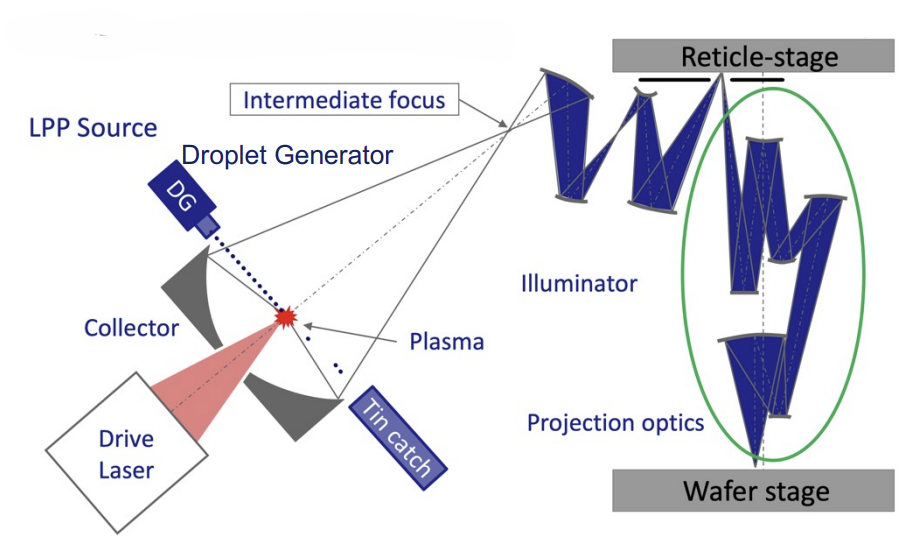 Reticle-stage
Intermediate focus
LPP Source
Droplet Generator
DG
Illuminator
Collector
Plasma
Projection optics
Tin catch
Drive
Laser
Wafer stage